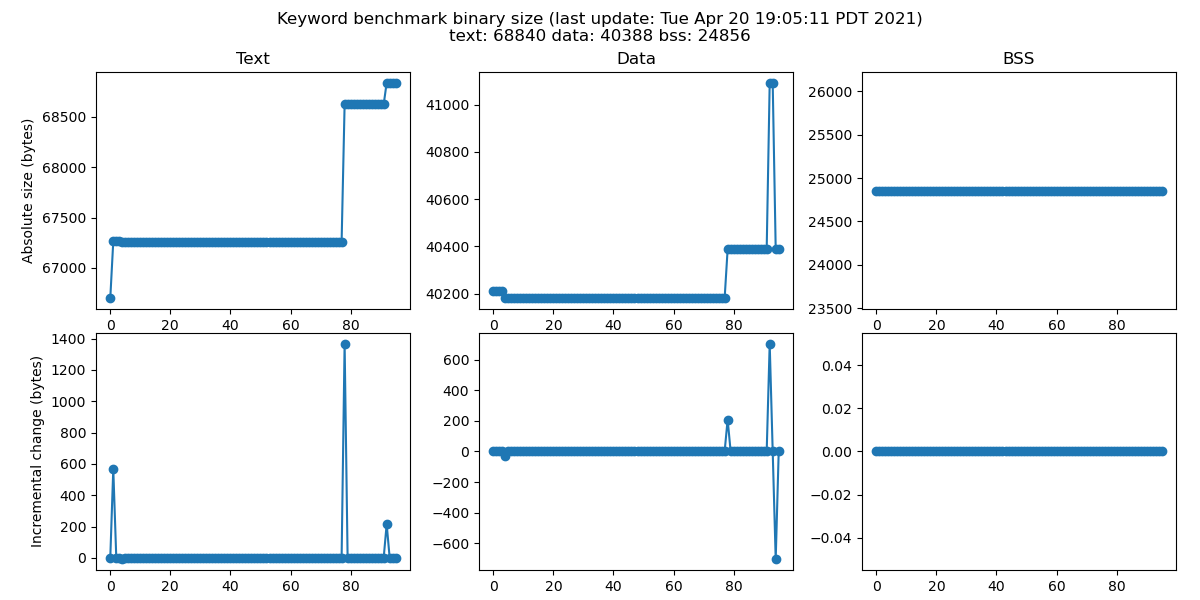 Keyword benchmark binary size (last update: Tue Apr 20 19:05:11 PDT 2021)
text: 68840 data: 40388 bss: 24856
Text
Absolute size (bytes)
68500
68000
67500
67000
0 20 40 60 80
Data
41000
40800
40600
40400
40200
0 20 40 60 80
BSS
26000
25500
25000
24500
24000
23500
0 20 40 60 80
Incremental change (bytes)
1400
1200
1000
800
600
400
200
0
0 20 40 60 80
600
400
200
0
−200
−400
−600
0 20 40 60 80
0.04
0.02
0.00
−0.02
−0.04
0 20 40 60 80